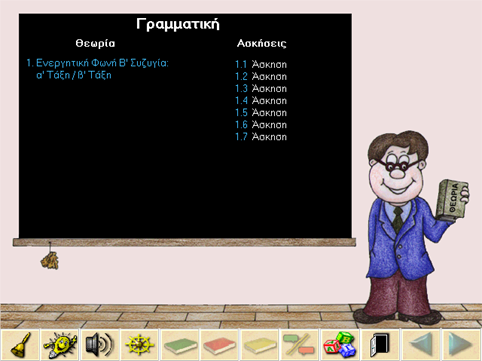 Γραμματική
Θεωρία
Ασκήσεις
1. Ενεργητική Φωνή Β' Συζυγία:
α' Τάξη / β' Τάξη
1.1 Άσκηση
1.2 Άσκηση
1.3 Άσκηση
1.4 Άσκηση
1.5 Άσκηση
1.6 Άσκηση
1.7 Άσκηση
ΘΕΩΡΙΑ